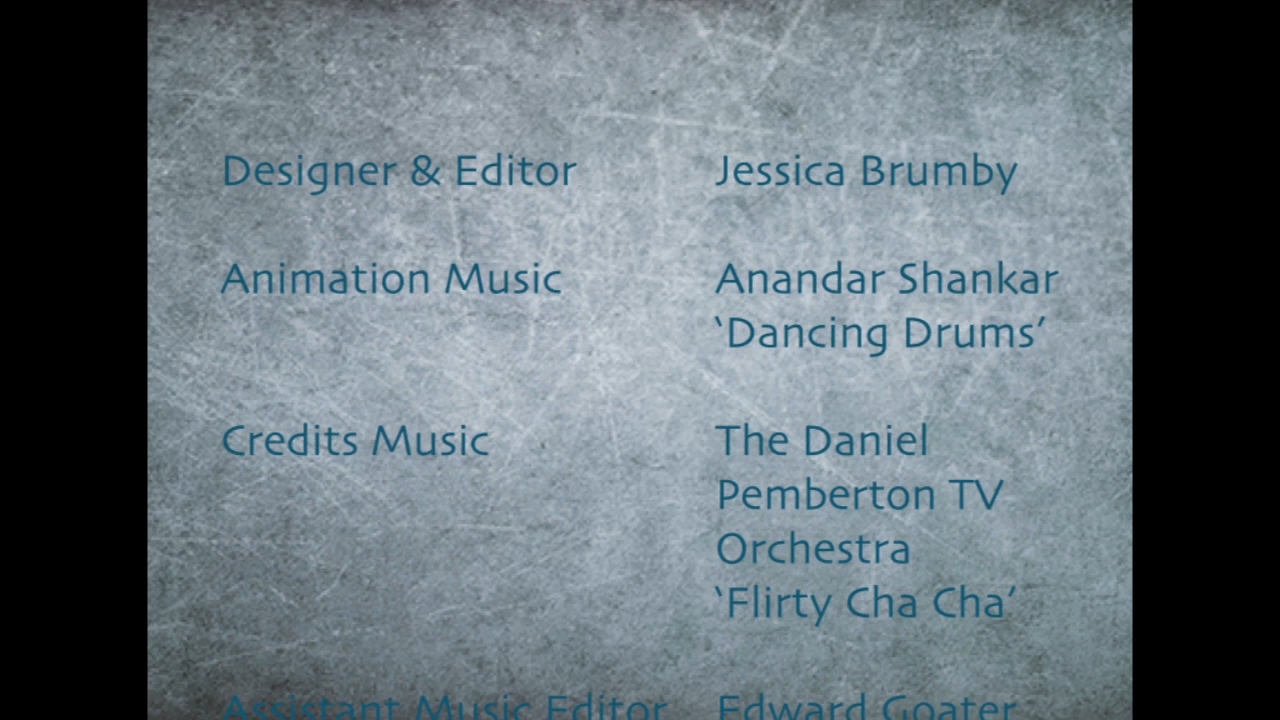 Designer & Editor Jessica Brumby
Animation Music Anandar Shankar
‘Dancing Drums’
Credits Music The Daniel
Pemberton TV
Orchestra
‘Flirty Cha Cha’
Assistant Music Editor Edward Goater